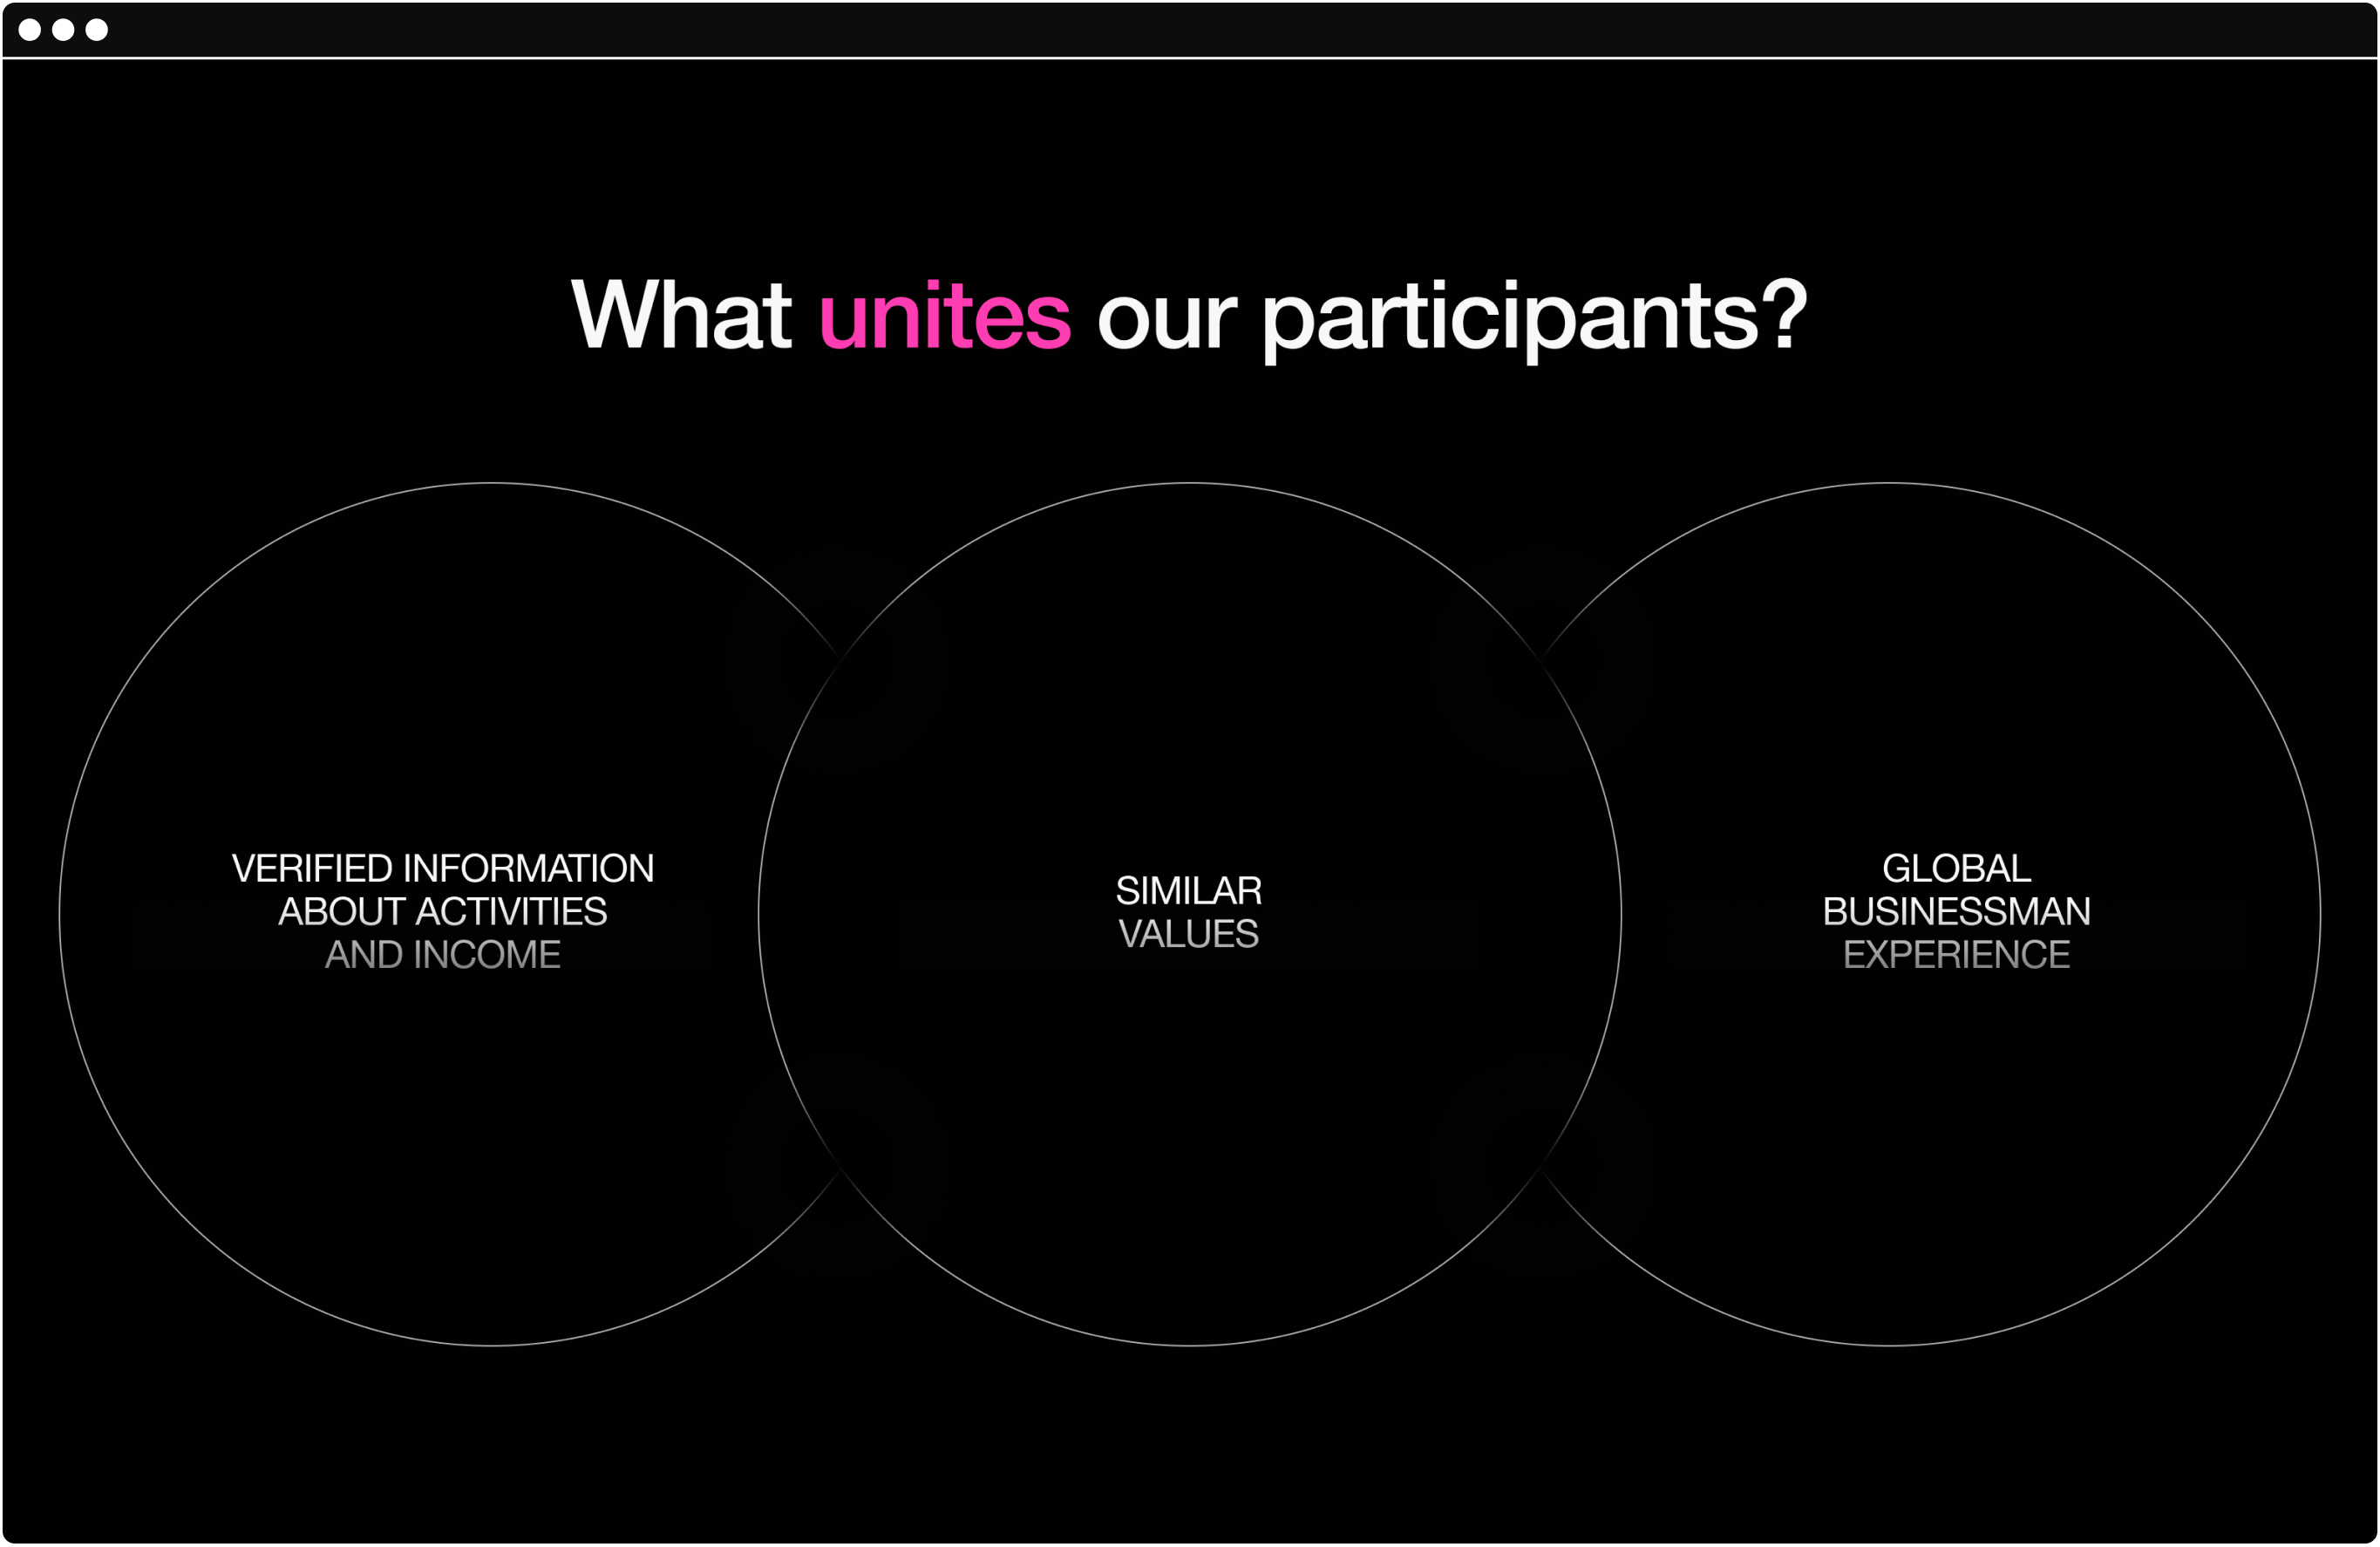 What unites our participants?
VERIFIED INFORMATION
ABOUT ACTIVITIES
AND INCOME
SIMILAR
VALUES
GLOBAL
BUSINESSMAN
EXPERIENCE